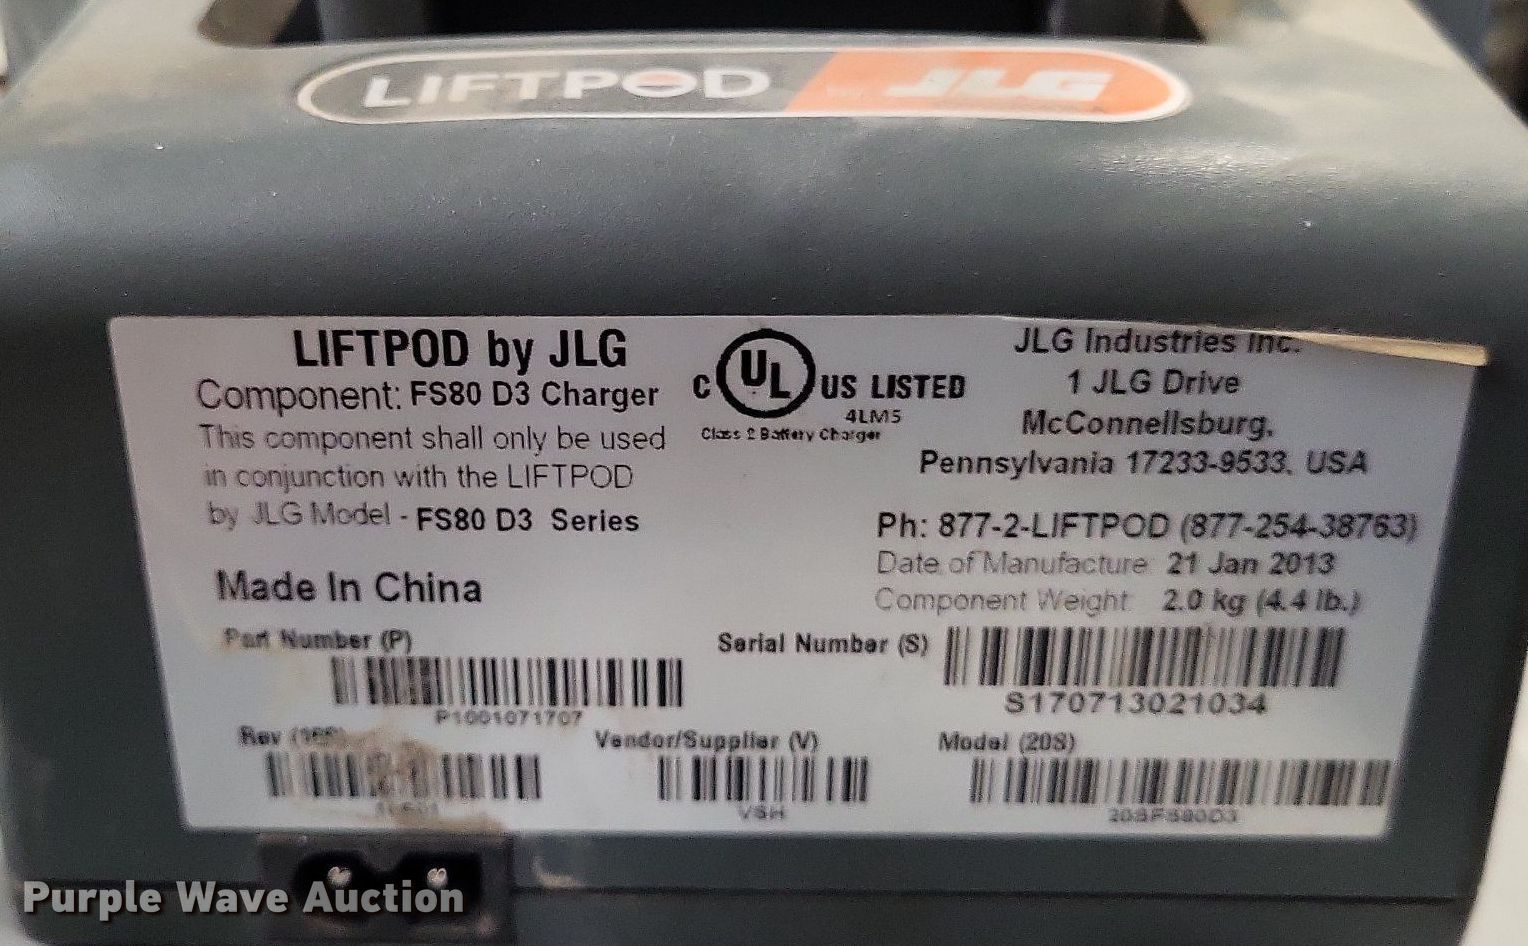 LIFTPOD BY JLG
LIFTPOD by JLG
Component: FS80 D3 Charger
This component shall only be used
in conjunction with the LIFTPOD
by JLG Model - FS80 D3 Series
Made In China
C UL US LISTED
4LM5
Class 2 Battery Charger
JLG Industries Inc.
1 JLG Drive
McConnellsburg,
Pennsylvania 17233-9533, USA
Ph: 877-2-LIFTPOD (877-254-38763)
Date of Manufacture: 21 Jan 2013
Component Weight: 2.0 kg (4.4 lb.)
Part Number (P)
P1001071707
Serial Number (S)
S170713021034
Rev
Vendor/Supplier (V)
VSH
Model (20S)
20SFS80D3
Purple Wave Auction